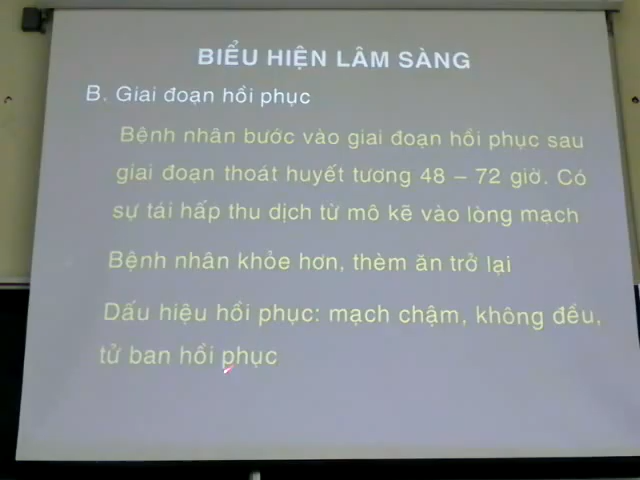 BIỂU HIỆN LÂM SÀNG
B. Giai đoạn hồi phục
Bệnh nhân bước vào giai đoạn hồi phục sau
giai đoạn thoát huyết tương 48 – 72 giờ. Có
sự tái hấp thu dịch từ mô kẽ vào lòng mạch
Bệnh nhân khỏe hơn, thèm ăn trở lại
Dấu hiệu hồi phục: mạch chậm, không đều,
tử ban hồi phục